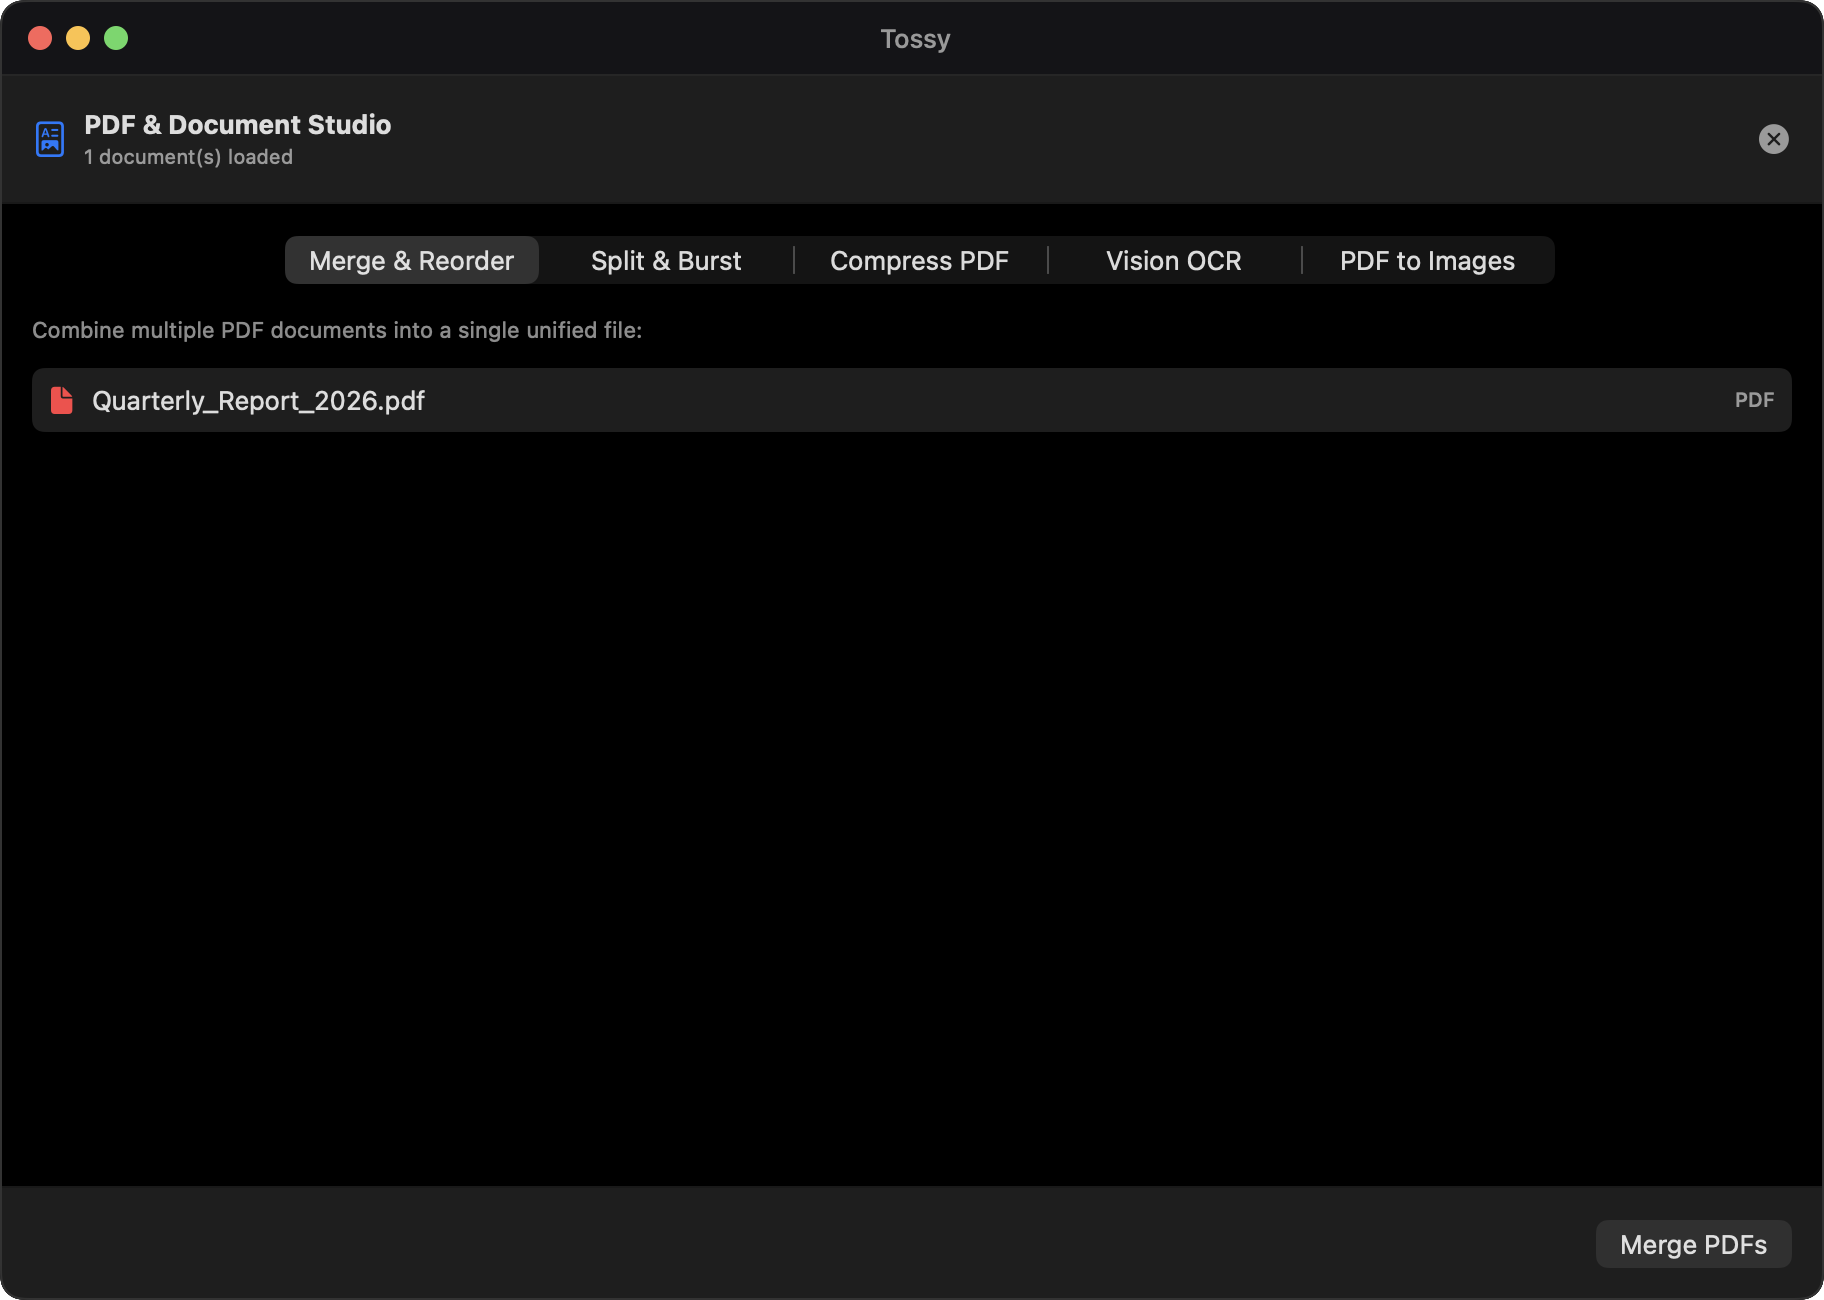 Tossy
PDF & Document Studio
1 document(s) loaded
Merge & Reorder
Split & Burst
Compress PDF
Vision OCR
PDF to Images
Combine multiple PDF documents into a single unified file:
Quarterly_Report_2026.pdf
PDF
Merge PDFs